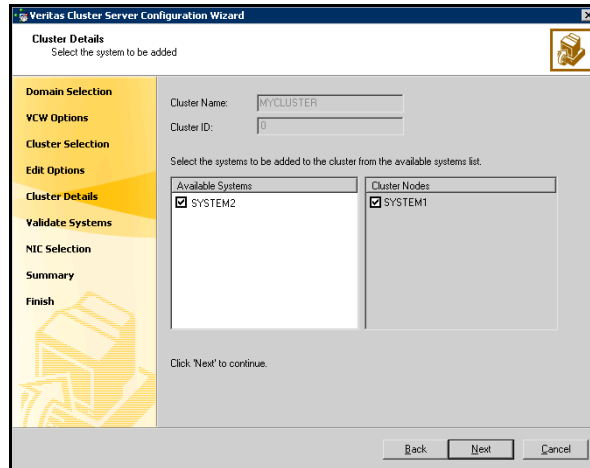 Veritas Cluster Server Configuration Wizard
Cluster Details
Select the system to be added
Domain Selection
VCW Options
Cluster Selection
Edit Options
Cluster Details
Validate Systems
NIC Selection
Summary
Finish
Cluster Name: MYCLUSTER
Cluster ID: 0
Select the systems to be added to the cluster from the available systems list.
Available Systems
SYSTEM2
Cluster Nodes
SYSTEM1
Click 'Next' to continue.
Back Next Cancel